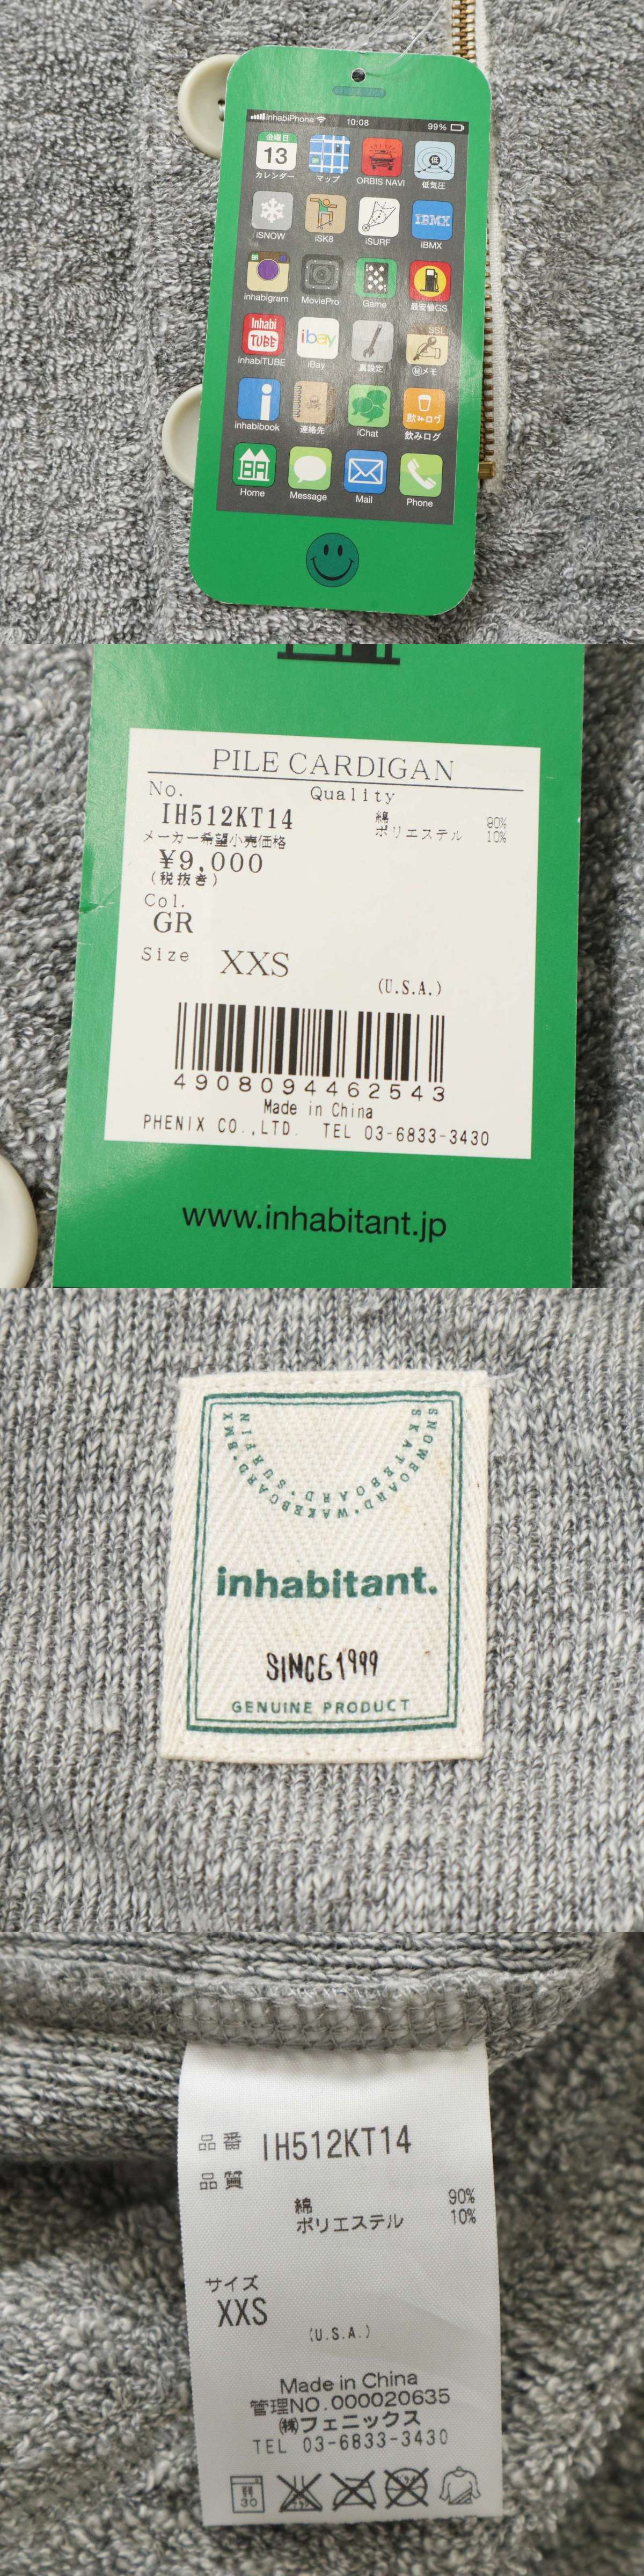 inhabiPhone 10:08 99%
金曜日
13
カレンダー マップ ORBIS NAVI 低気圧
低
IBMX
iSNOW iSK8 iSURF iBMX
inhabigram MoviePro Game 最安値GS
Inhabi
TUBE
ibay
SSL
inhabiTUBE iBay 裏設定 ㊙メモ
飲みログ
inhabibook 連絡先 iChat 飲みログ
Home Message Mail Phone
PILE CARDIGAN
No. Quality
IH512KT14
綿 90%
ポリエステル 10%
メーカー希望小売価格
¥9,000
(税抜き)
Col.
GR
Size XXS
(U.S.A.)
4908094462543
Made in China
PHENIX CO.,LTD. TEL 03-6833-3430
www.inhabitant.jp
SNOWBOARD・WAKEBOARD・BMX
SKATEBOARD・SURFIN
inhabitant.
SINCE1999
GENUINE PRODUCT
品番 IH512KT14
品質
綿 90%
ポリエステル 10%
サイズ
XXS
(U.S.A.)
Made in China
管理NO.000020635
㈱フェニックス
TEL 03-6833-3430
30